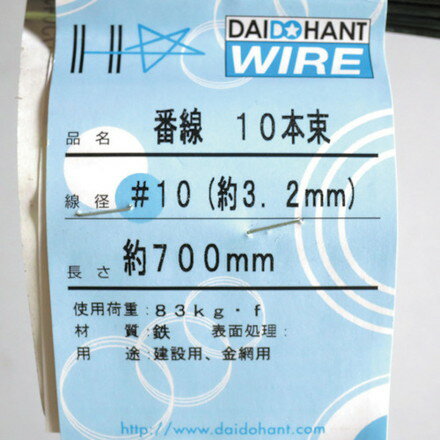 DAIDOHANT
WIRE
品名 番線 10本束
線径 #10(約3.2mm)
長さ 約700mm
使用荷重:83kg・f
材質:鉄 表面処理:
用途:建設用、金網用
http://www.daidohant.com/